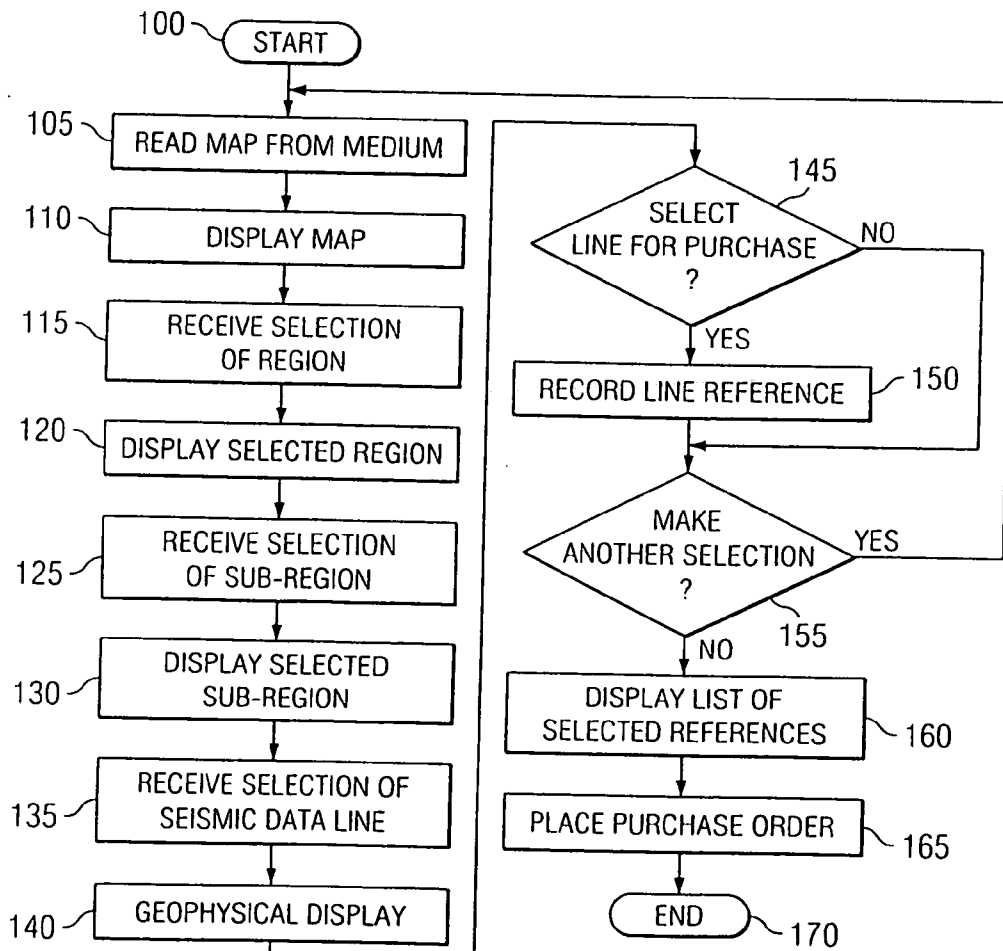 100
START
105
READ MAP FROM MEDIUM
110
DISPLAY MAP
115
RECEIVE SELECTION
OF REGION
120
DISPLAY SELECTED REGION
125
RECEIVE SELECTION
OF SUB-REGION
130
DISPLAY SELECTED
SUB-REGION
135
RECEIVE SELECTION OF
SEISMIC DATA LINE
140
GEOPHYSICAL DISPLAY
145
SELECT
LINE FOR PURCHASE
?
NO
YES
RECORD LINE REFERENCE
150
MAKE
ANOTHER SELECTION
?
YES
155
NO
DISPLAY LIST OF
SELECTED REFERENCES
160
PLACE PURCHASE ORDER
165
END
170